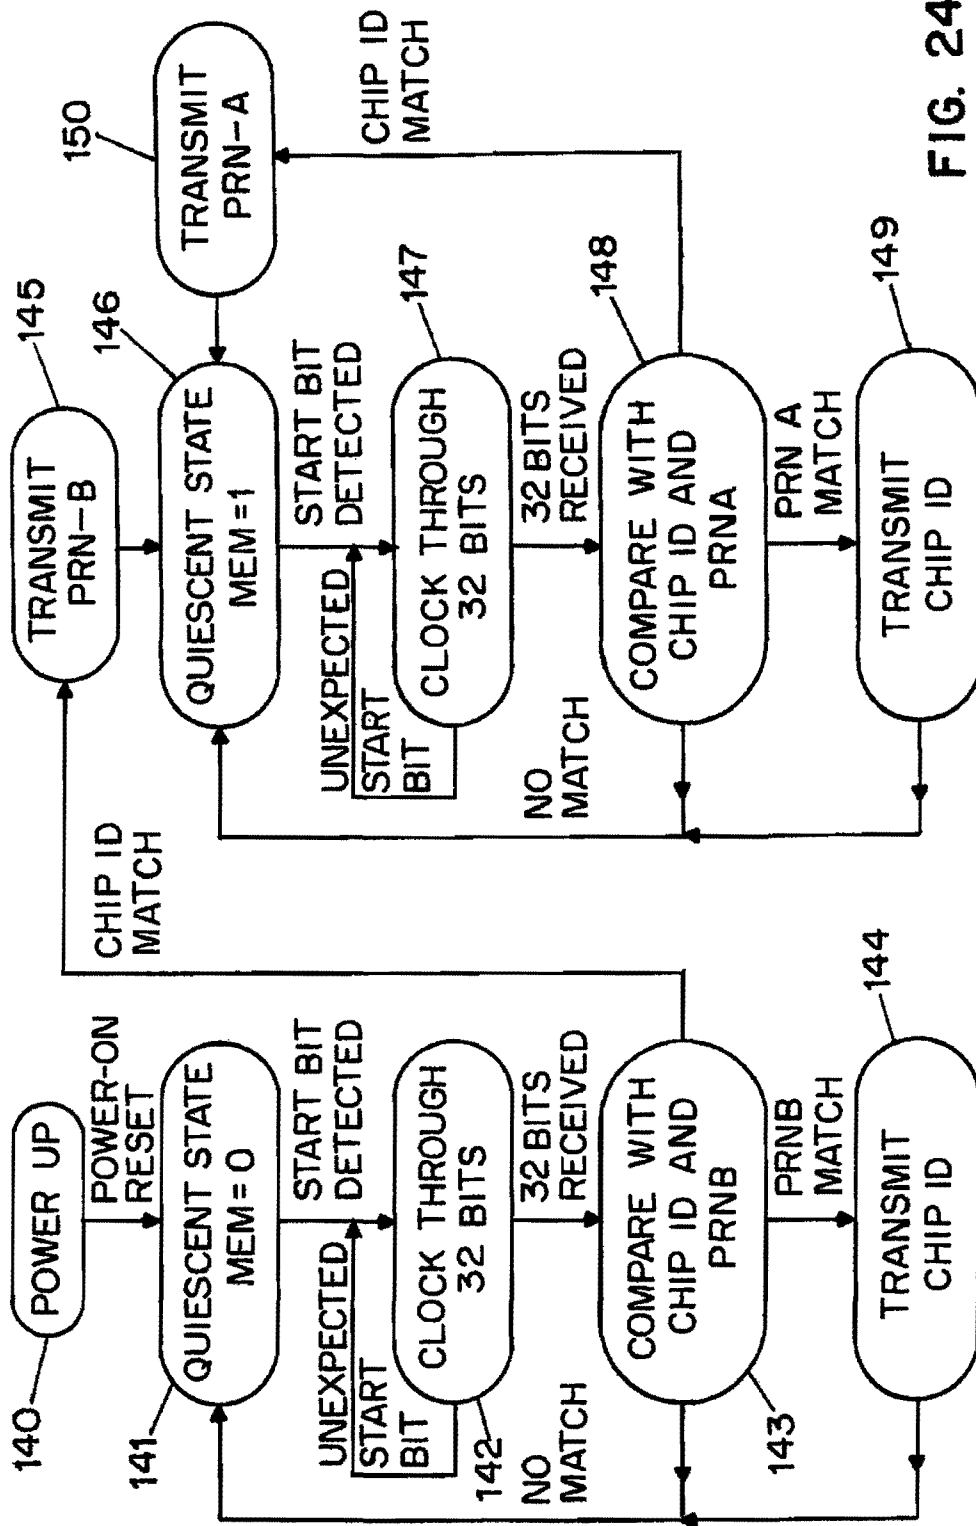 140
POWER UP
POWER-ON
RESET
141
QUIESCENT STATE
MEM = 0
START BIT
DETECTED
UNEXPECTED
START
BIT
CLOCK THROUGH
32 BITS
142
32 BITS
RECEIVED
NO
MATCH
COMPARE WITH
CHIP ID AND
PRNB
143
CHIP ID
MATCH
PRNB
MATCH
TRANSMIT
CHIP ID
144
TRANSMIT
PRN-B
145
QUIESCENT STATE
MEM = 1
146
TRANSMIT
PRN-A
150
START BIT
DETECTED
UNEXPECTED
START
BIT
CLOCK THROUGH
32 BITS
147
32 BITS
RECEIVED
NO
MATCH
COMPARE WITH
CHIP ID AND
PRNA
148
CHIP ID
MATCH
PRN A
MATCH
TRANSMIT
CHIP ID
149
FIG. 24